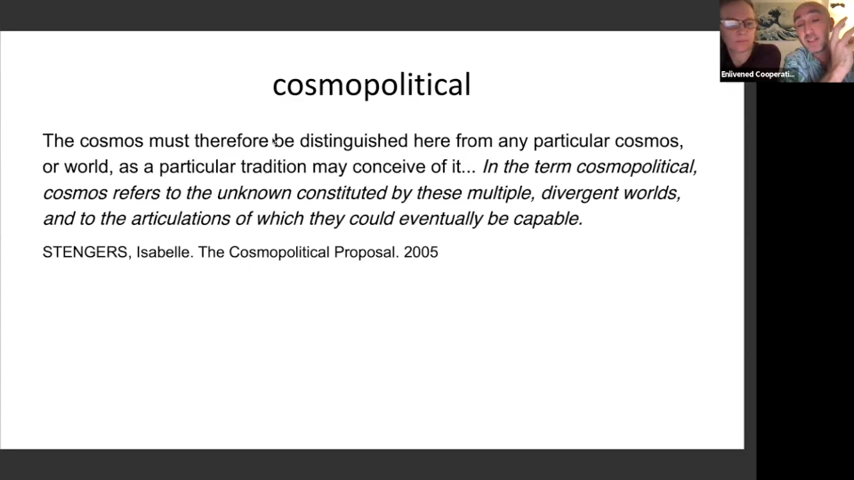 cosmopolitical
The cosmos must therefore be distinguished here from any particular cosmos,
or world, as a particular tradition may conceive of it... In the term cosmopolitical,
cosmos refers to the unknown constituted by these multiple, divergent worlds,
and to the articulations of which they could eventually be capable.
STENGERS, Isabelle. The Cosmopolitical Proposal. 2005
Enlivened Cooperati...